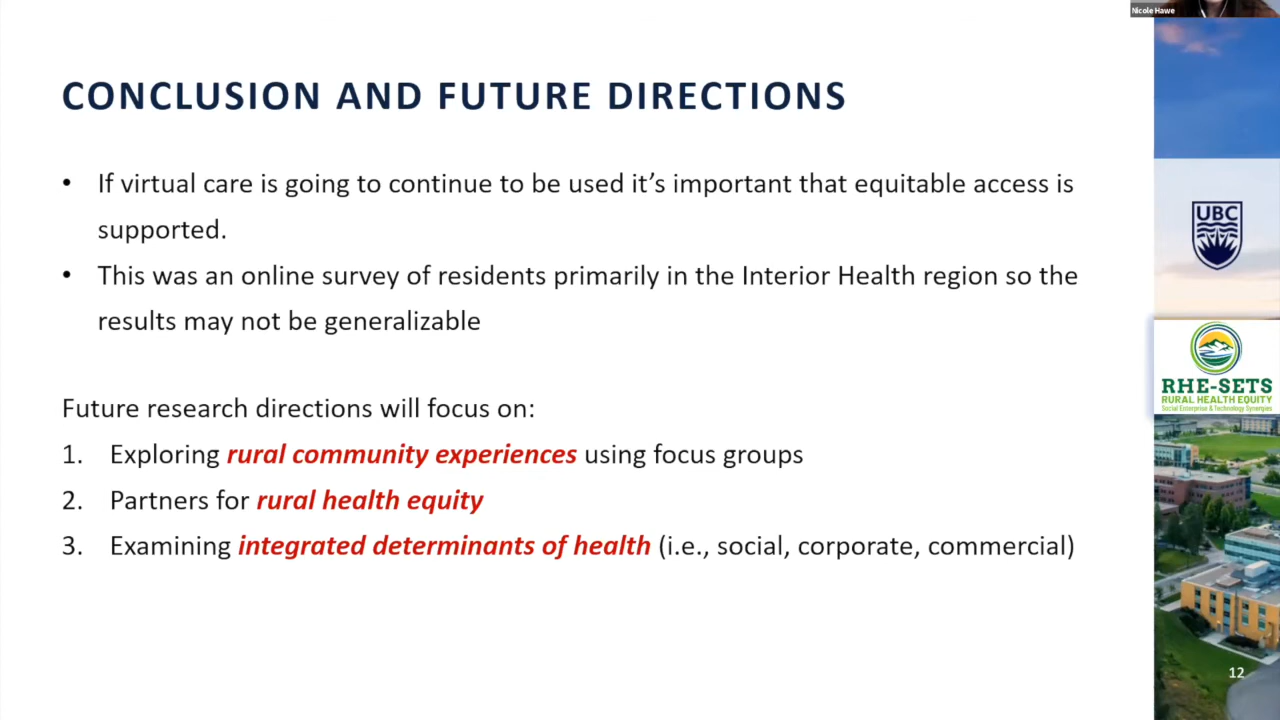 Nicole Hawe
CONCLUSION AND FUTURE DIRECTIONS
• If virtual care is going to continue to be used it’s important that equitable access is
supported.
• This was an online survey of residents primarily in the Interior Health region so the
results may not be generalizable
Future research directions will focus on:
1. Exploring rural community experiences using focus groups
2. Partners for rural health equity
3. Examining integrated determinants of health (i.e., social, corporate, commercial)
UBC
RHE-SETS
RURAL HEALTH EQUITY
Social Enterprise & Technology Synergies
12